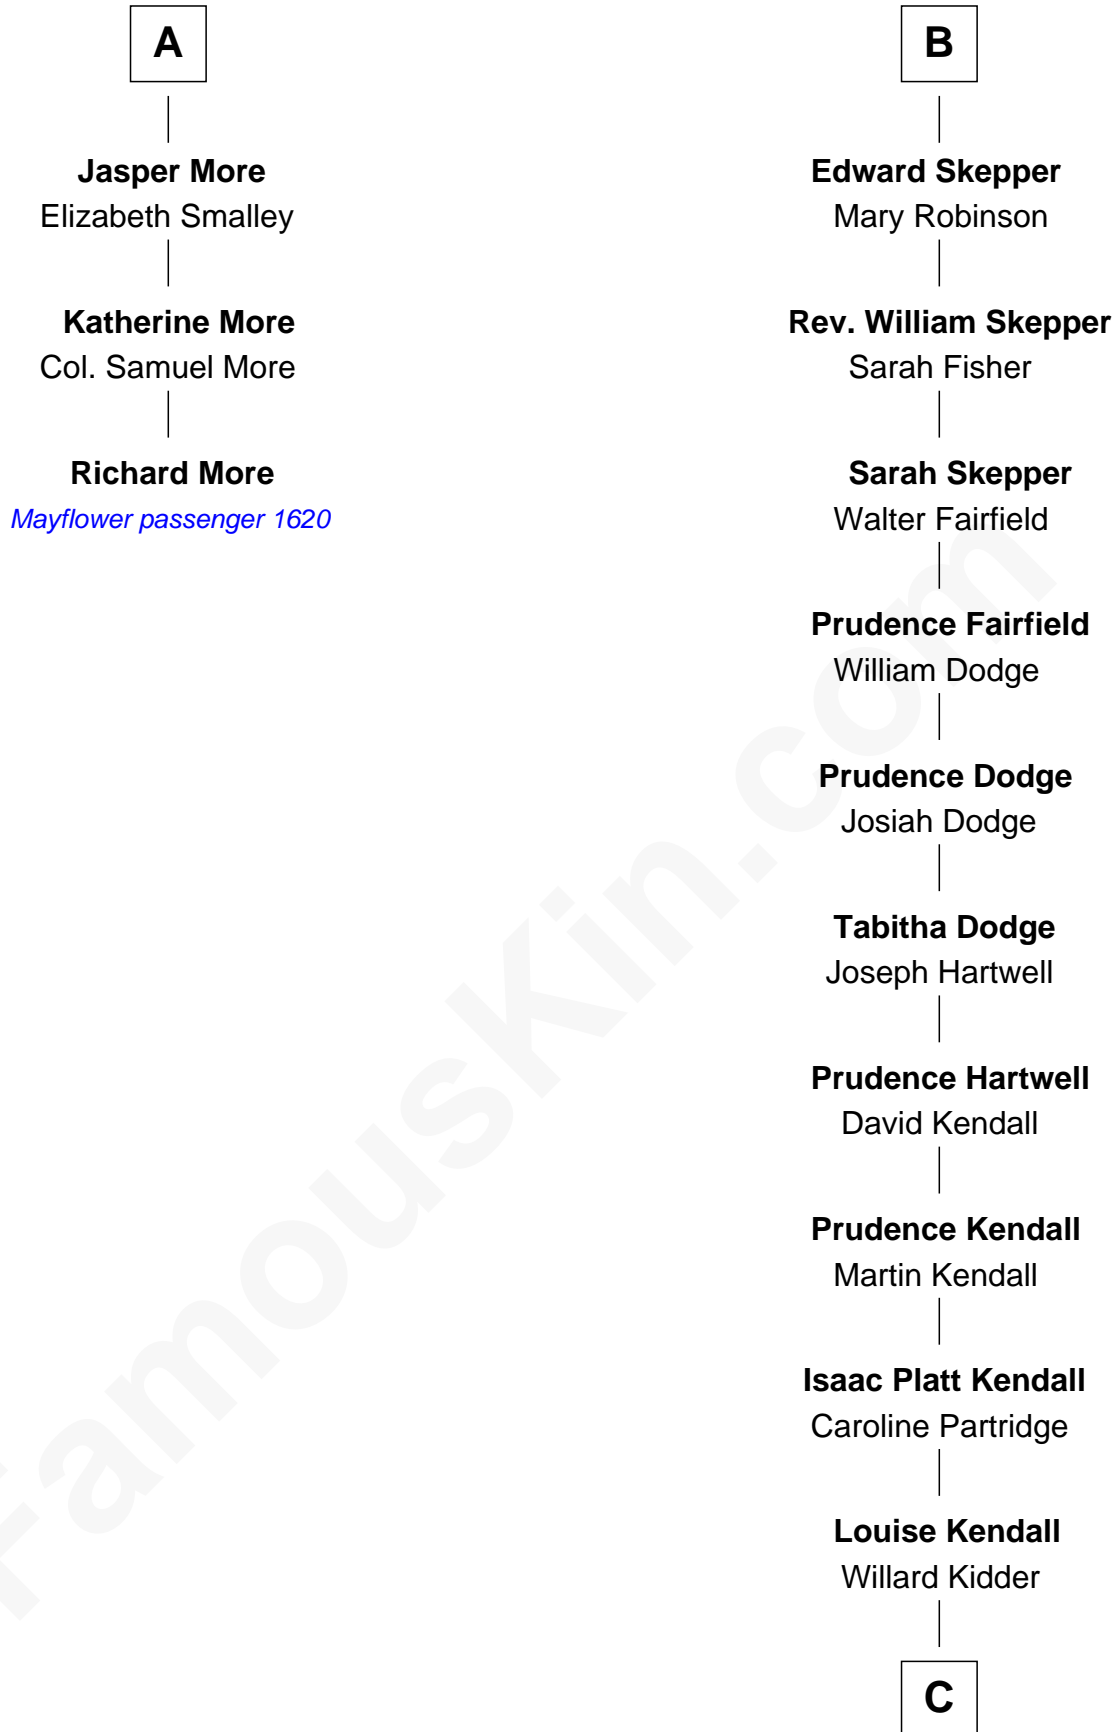 A
Jasper More
Elizabeth Smalley
Katherine More
Col. Samuel More
Richard More
Mayflower passenger 1620
B
Edward Skepper
Mary Robinson
Rev. William Skepper
Sarah Fisher
Sarah Skepper
Walter Fairfield
Prudence Fairfield
William Dodge
Prudence Dodge
Josiah Dodge
Tabitha Dodge
Joseph Hartwell
Prudence Hartwell
David Kendall
Prudence Kendall
Martin Kendall
Isaac Platt Kendall
Caroline Partridge
Louise Kendall
Willard Kidder
C
FamousKin.com